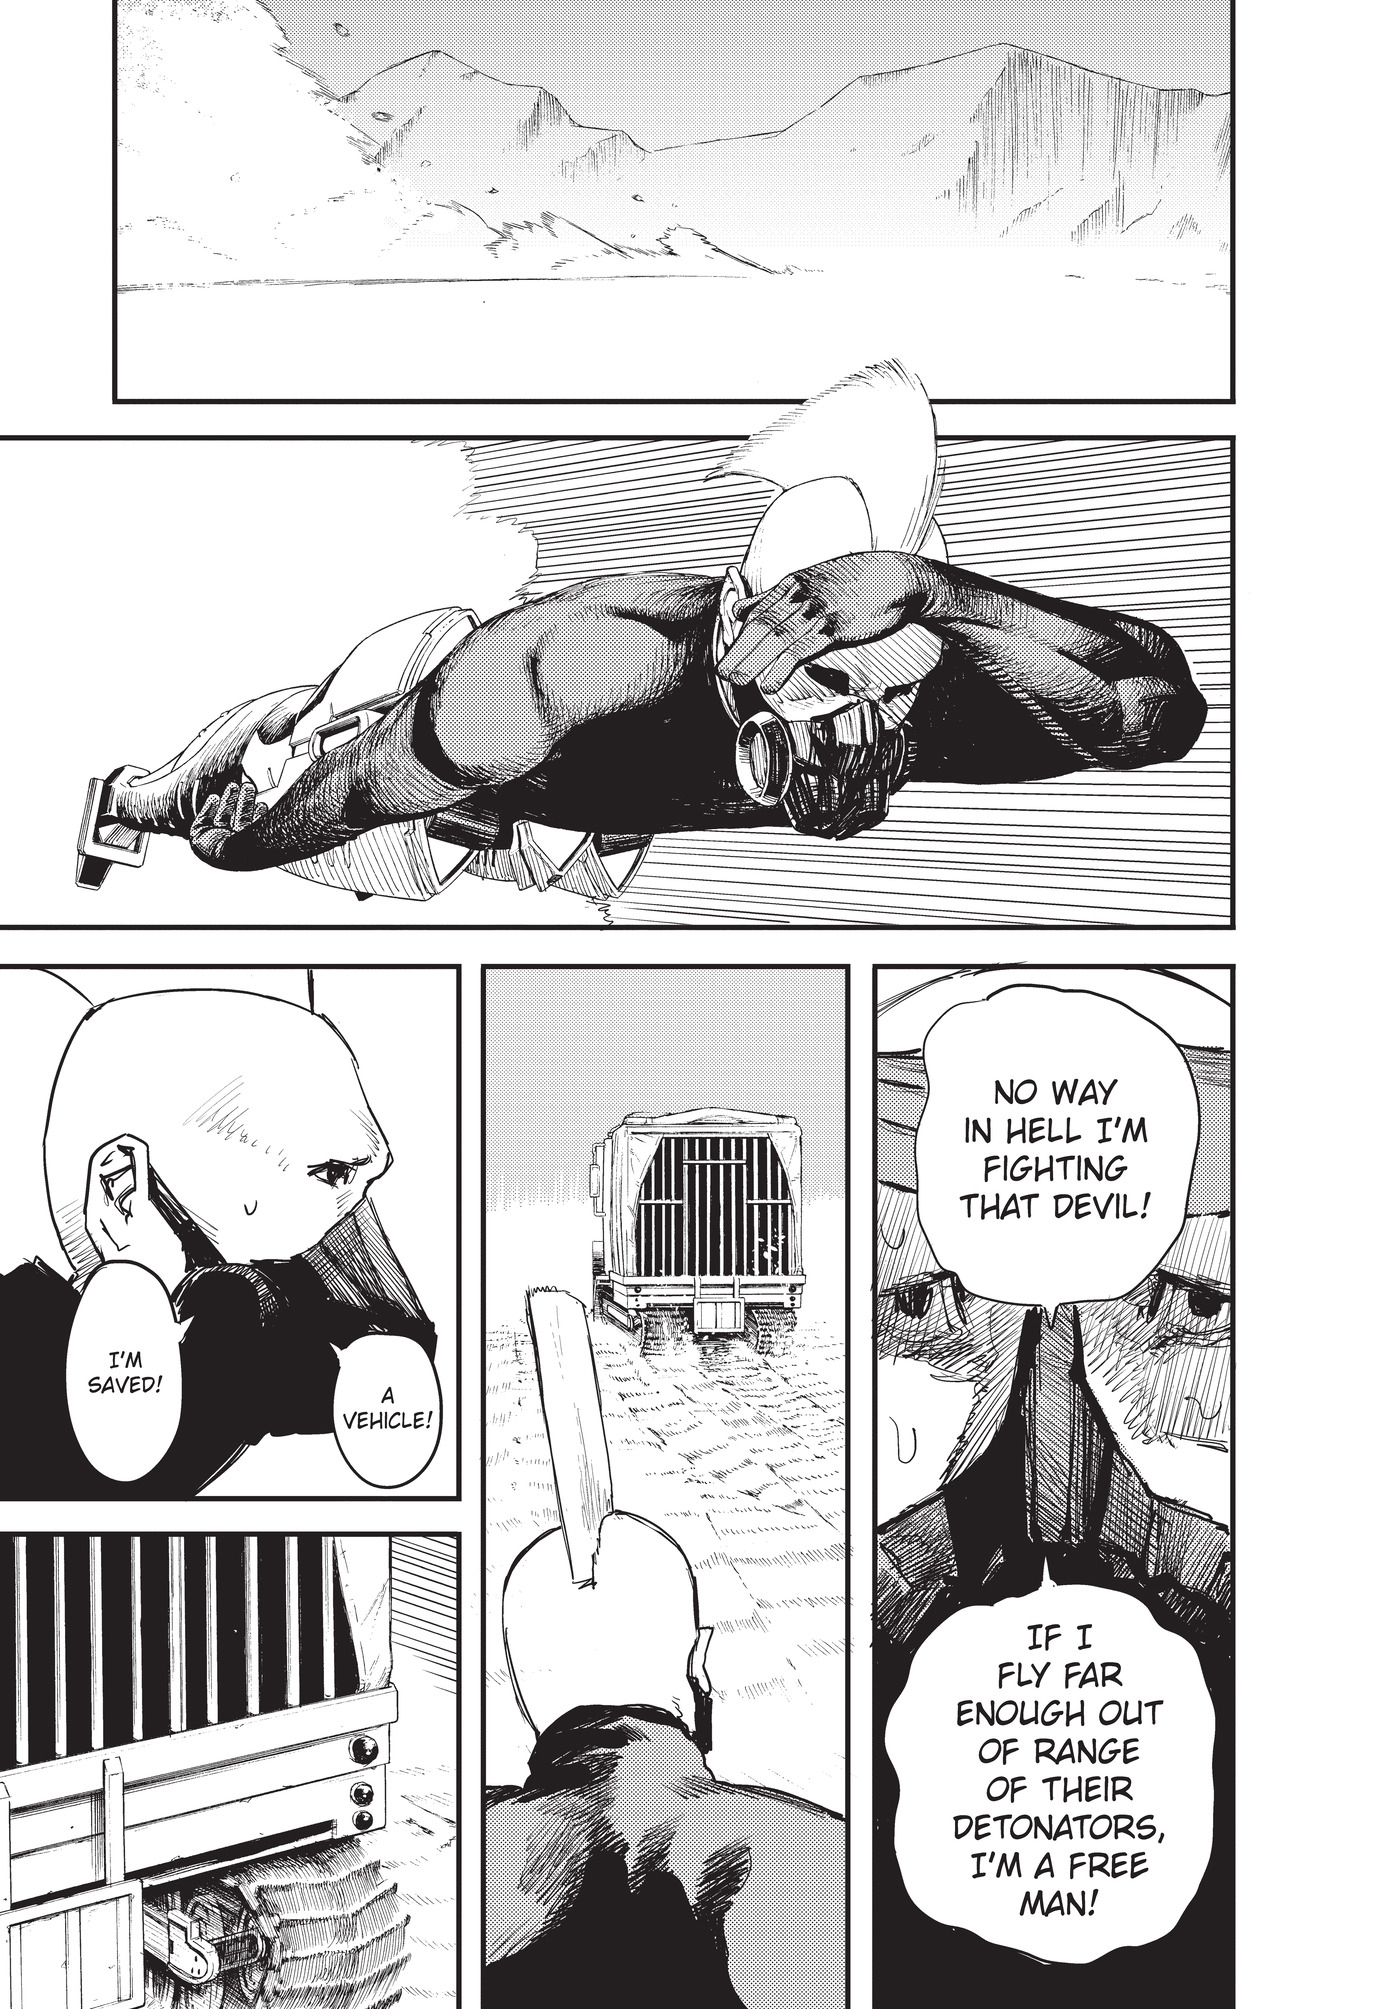 NO WAY
IN HELL I'M
FIGHTING
THAT DEVIL!
IF I
FLY FAR
ENOUGH OUT
OF RANGE
OF THEIR
DETONATORS,
I'M A FREE
MAN!
A
VEHICLE!
I'M
SAVED!